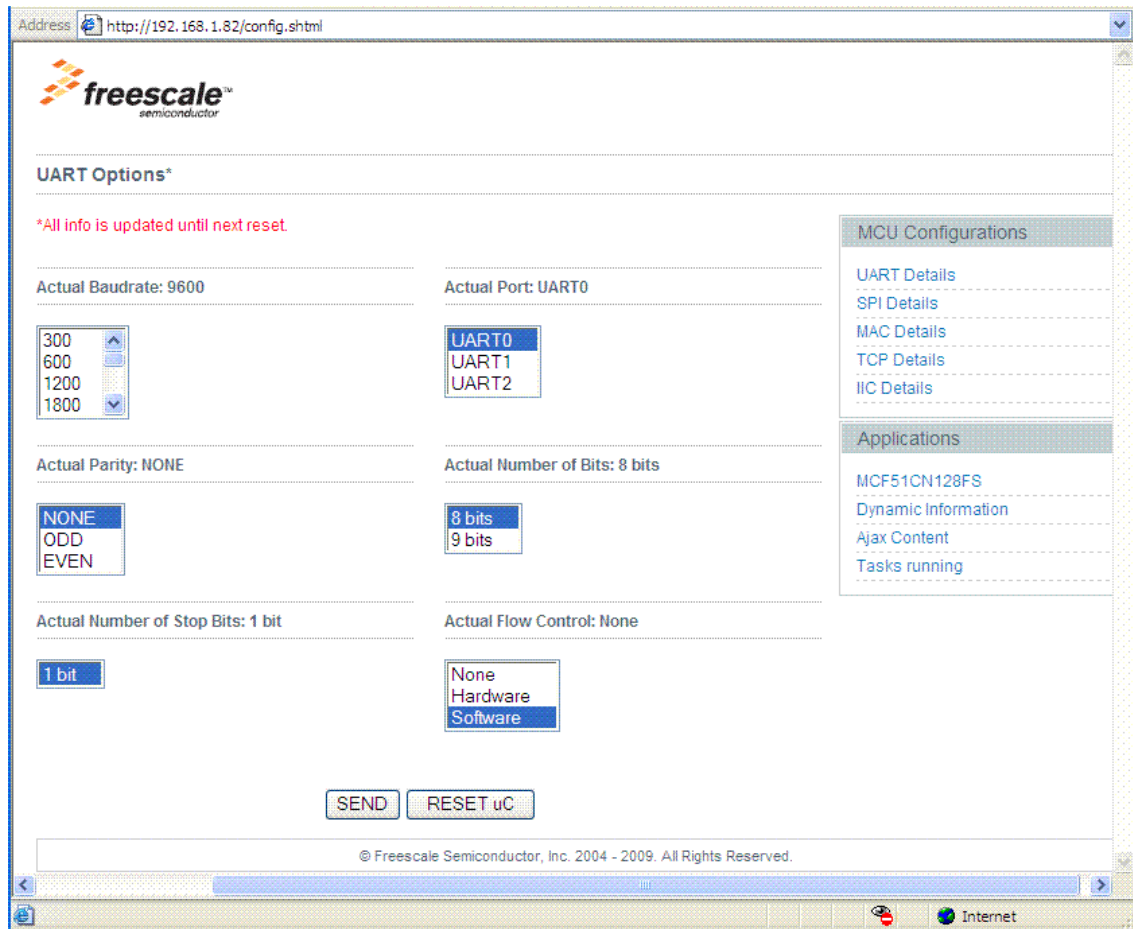 Address http://192.168.1.82/config.shtml
freescale™
semiconductor
UART Options*
*All info is updated until next reset.
Actual Baudrate: 9600
300
600
1200
1800
Actual Port: UART0
UART0
UART1
UART2
Actual Parity: NONE
NONE
ODD
EVEN
Actual Number of Bits: 8 bits
8 bits
9 bits
Actual Number of Stop Bits: 1 bit
1 bit
Actual Flow Control: None
None
Hardware
Software
SEND
RESET uC
MCU Configurations
UART Details
SPI Details
MAC Details
TCP Details
IIC Details
Applications
MCF51CN128FS
Dynamic Information
Ajax Content
Tasks running
© Freescale Semiconductor, Inc. 2004 - 2009. All Rights Reserved.
Internet